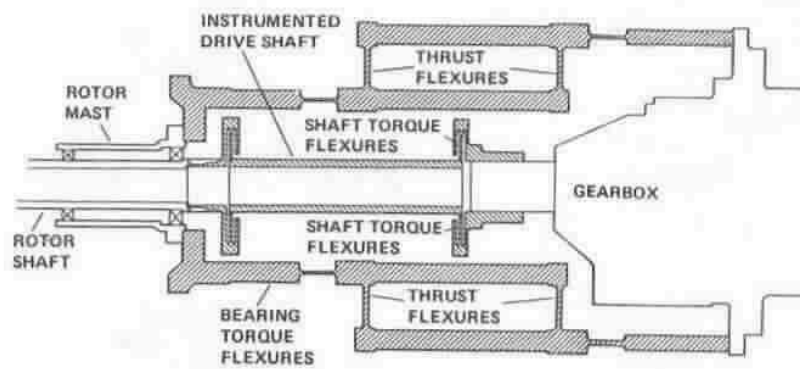 INSTRUMENTED
DRIVE SHAFT
THRUST
FLEXURES
ROTOR
MAST
SHAFT TORQUE
FLEXURES
GEARBOX
SHAFT TORQUE
FLEXURES
ROTOR
SHAFT
THRUST
FLEXURES
BEARING
TORQUE
FLEXURES